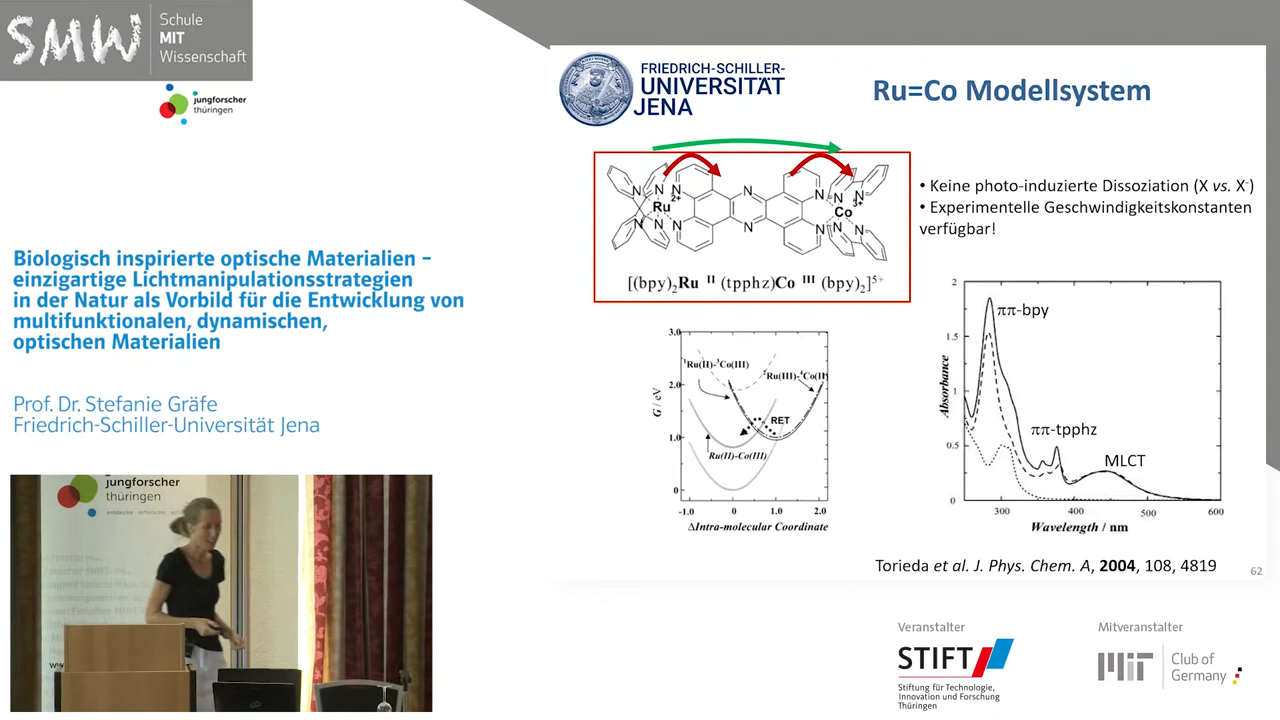 SMW
Schule
MIT
Wissenschaft
jungforscher
thüringen
Biologisch inspirierte optische Materialien –
einzigartige Lichtmanipulationsstrategien
in der Natur als Vorbild für die Entwicklung von
multifunktionalen, dynamischen,
optischen Materialien
Prof. Dr. Stefanie Gräfe
Friedrich-Schiller-Universität Jena
jungforscher
thüringen
FRIEDRICH-SCHILLER-
UNIVERSITÄT
JENA
Ru=Co Modellsystem
N N N N N N
Ru 2+ Co 3+
N N N N N N
[(bpy)2Ru II (tpphz)Co III (bpy)2]5+
• Keine photo-induzierte Dissoziation (X vs. X-)
• Experimentelle Geschwindigkeitskonstanten
verfügbar!
3.0
2.0
1.0
0
G / eV
1Ru(II)-3Co(III)
2Ru(III)-4Co(II)
RET
Ru(II)-Co(III)
-1.0 0 1.0 2.0
ΔIntra-molecular Coordinate
2
1.5
1
0.5
0
Absorbance
ππ-bpy
ππ-tpphz
MLCT
300 400 500 600
Wavelength / nm
Torieda et al. J. Phys. Chem. A, 2004, 108, 4819
62
Veranstalter
STIFT
Stiftung für Technologie,
Innovation und Forschung
Thüringen
Mitveranstalter
MIT
Club of
Germany